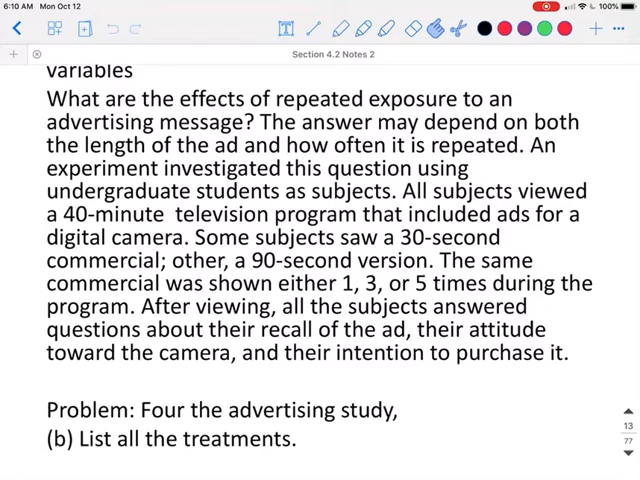 6:10 AM Mon Oct 12
100%
Section 4.2 Notes 2
variables
What are the effects of repeated exposure to an
advertising message? The answer may depend on both
the length of the ad and how often it is repeated. An
experiment investigated this question using
undergraduate students as subjects. All subjects viewed
a 40-minute television program that included ads for a
digital camera. Some subjects saw a 30-second
commercial; other, a 90-second version. The same
commercial was shown either 1, 3, or 5 times during the
program. After viewing, all the subjects answered
questions about their recall of the ad, their attitude
toward the camera, and their intention to purchase it.
Problem: Four the advertising study,
(b) List all the treatments.
13
77